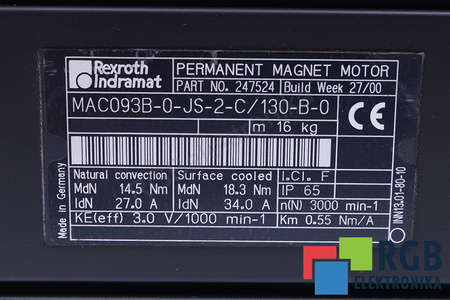 Rexroth
Indramat
PERMANENT MAGNET MOTOR
PART NO. 247524 Build Week 27/00
MAC093B-0-JS-2-C/130-B-0
m 16 kg
CE
Natural convection Surface cooled I.Cl. F
MdN 14.5 Nm MdN 18.3 Nm IP 65
IdN 27.0 A IdN 34.0 A n(N) 3000 min-1
KE(eff) 3.0 V/1000 min-1 Km 0.55 Nm/A
Made in Germany
INN13.01-80-10
RGB
ELEKTRONIKA